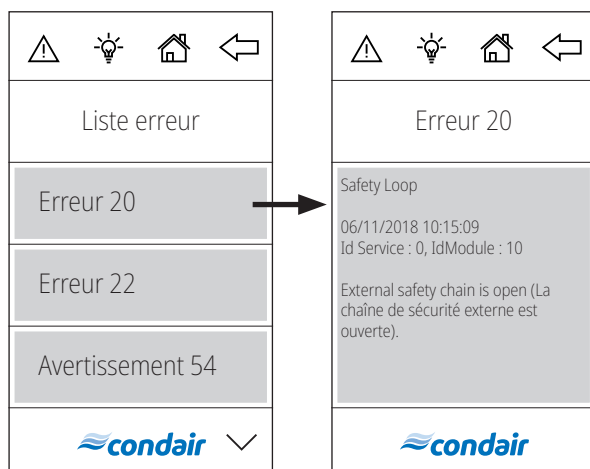 Liste erreur
Erreur 20
Erreur 22
Avertissement 54
condair
Erreur 20
Safety Loop
06/11/2018 10:15:09
Id Service : 0, IdModule : 10
External safety chain is open (La
chaîne de sécurité externe est
ouverte).
condair